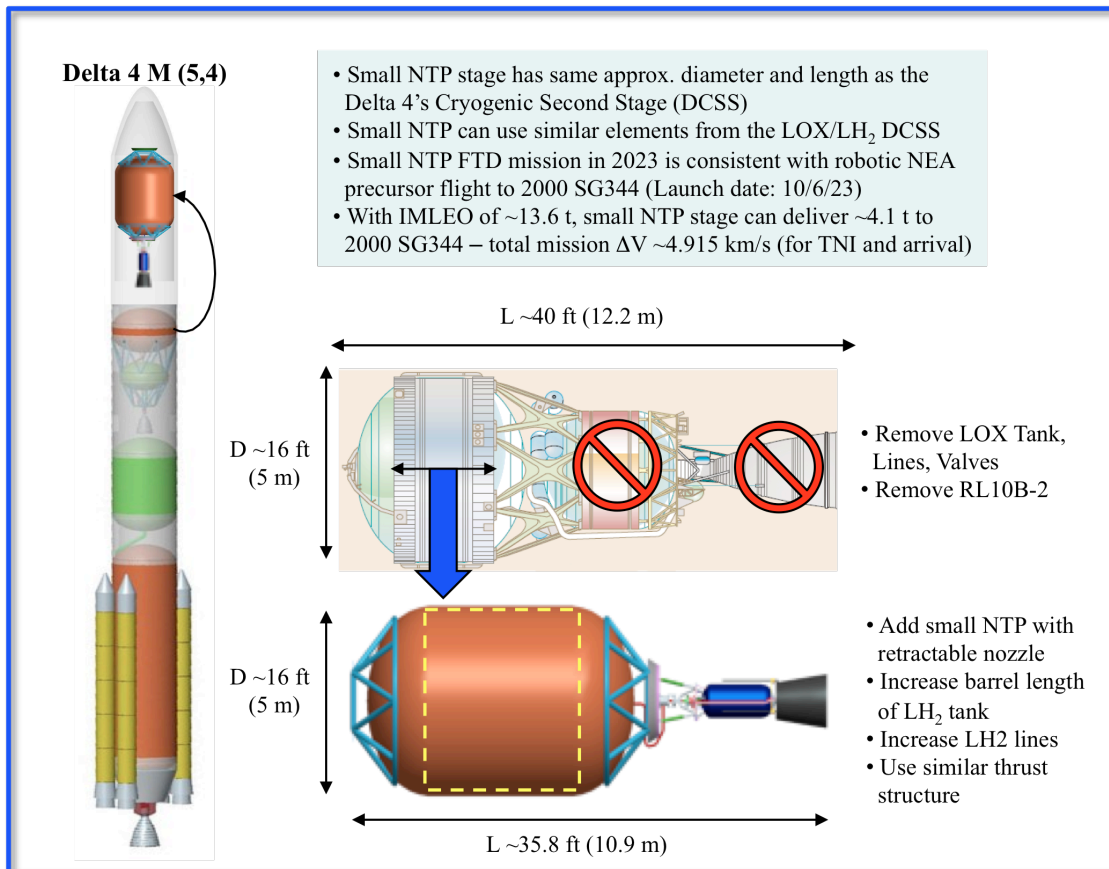 Delta 4 M (5,4)
• Small NTP stage has same approx. diameter and length as the
Delta 4’s Cryogenic Second Stage (DCSS)
• Small NTP can use similar elements from the LOX/LH₂ DCSS
• Small NTP FTD mission in 2023 is consistent with robotic NEA
precursor flight to 2000 SG344 (Launch date: 10/6/23)
• With IMLEO of ~13.6 t, small NTP stage can deliver ~4.1 t to
2000 SG344 – total mission ΔV ~4.915 km/s (for TNI and arrival)
L ~40 ft (12.2 m)
D ~16 ft
(5 m)
• Remove LOX Tank,
Lines, Valves
• Remove RL10B-2
D ~16 ft
(5 m)
• Add small NTP with
retractable nozzle
• Increase barrel length
of LH₂ tank
• Increase LH2 lines
• Use similar thrust
structure
L ~35.8 ft (10.9 m)